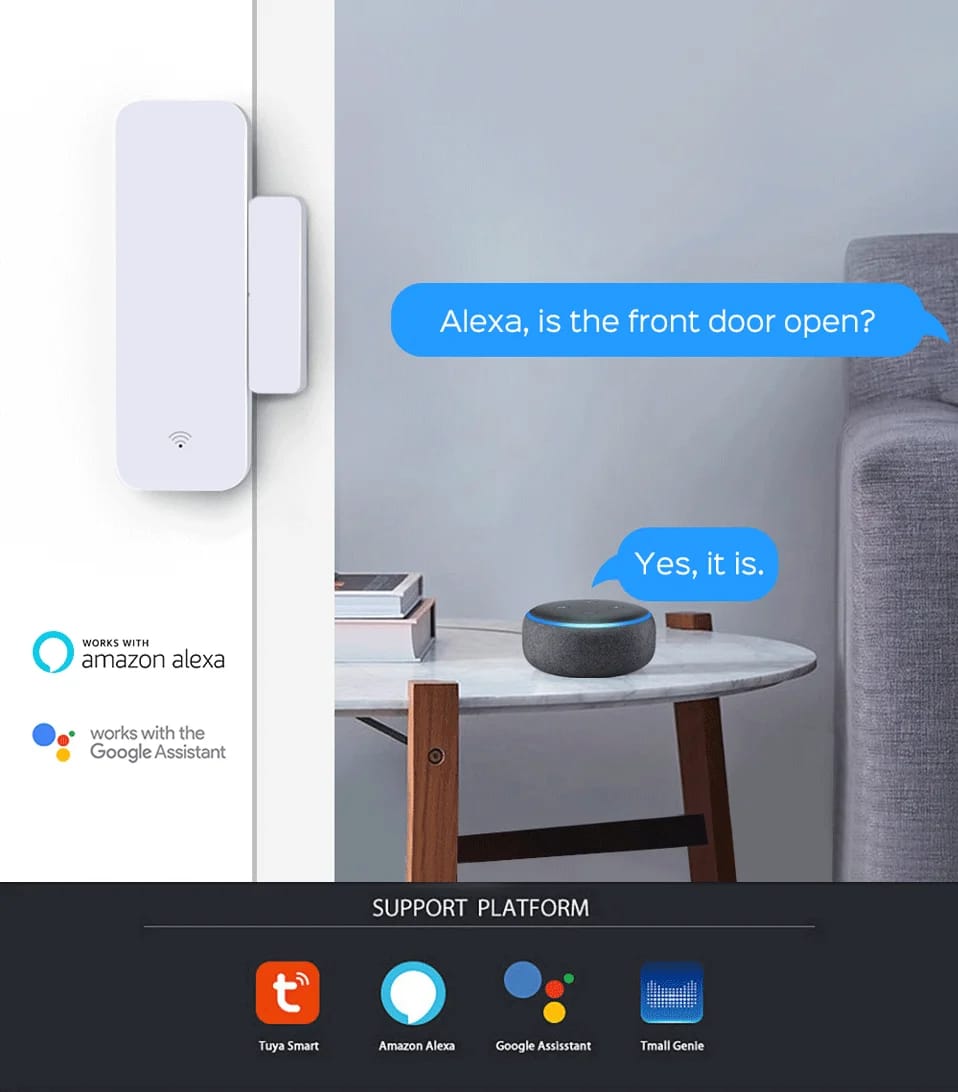 Alexa, is the front door open?
Yes, it is.
WORKS WITH
amazon alexa
works with the
Google Assistant
SUPPORT PLATFORM
Tuya Smart
Amazon Alexa
Google Assisstant
Tmall Genie